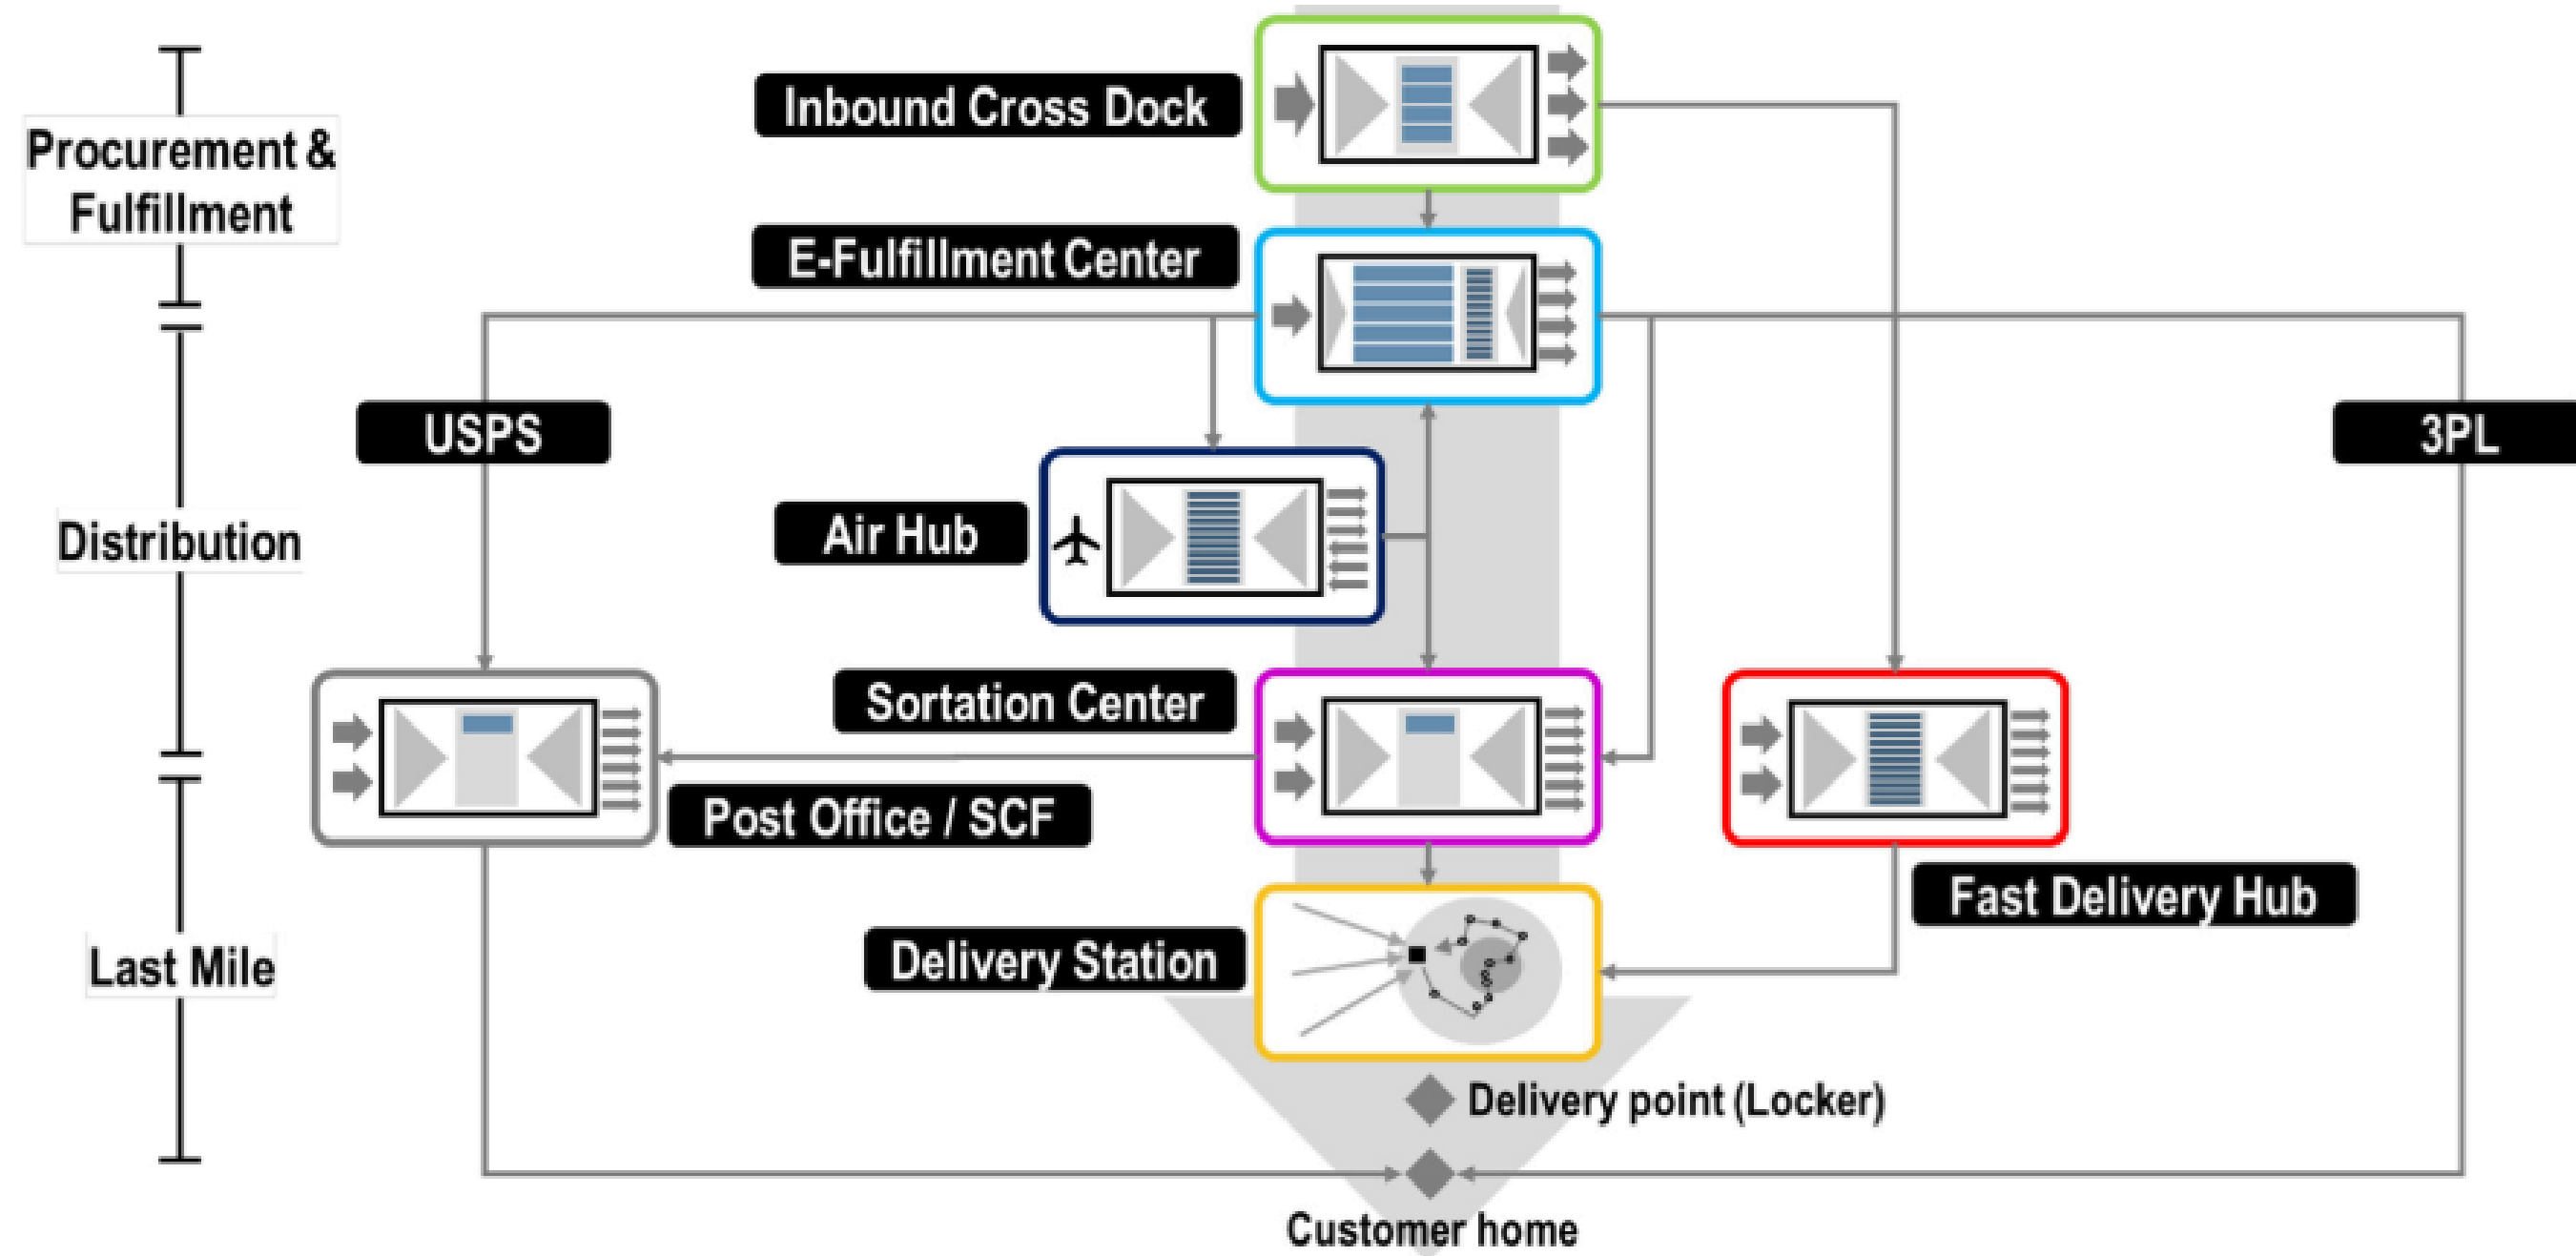 Inbound Cross Dock
Procurement &
Fulfillment
E-Fulfillment Center
USPS
3PL
Air Hub
Distribution
Sortation Center
Post Office / SCF
Fast Delivery Hub
Delivery Station
Last Mile
Delivery point (Locker)
Customer home